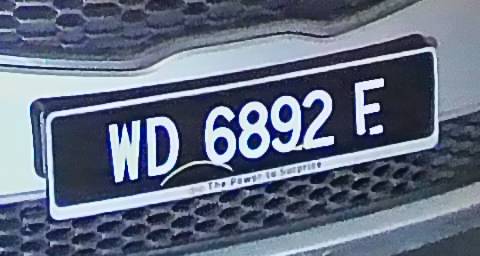 WD 6892 E
The Power to Surprise